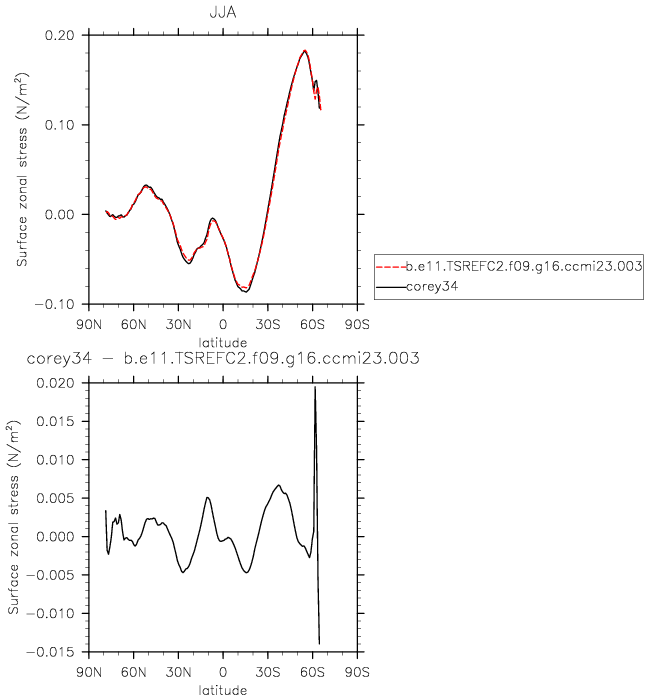 JJA
Surface zonal stress (N/m²)
0.20
0.10
0.00
−0.10
90N 60N 30N 0 30S 60S 90S
latitude
b.e11.TSREFC2.f09.g16.ccmi23.003
corey34
corey34 − b.e11.TSREFC2.f09.g16.ccmi23.003
Surface zonal stress (N/m²)
0.020
0.015
0.010
0.005
0.000
−0.005
−0.010
−0.015
90N 60N 30N 0 30S 60S 90S
latitude